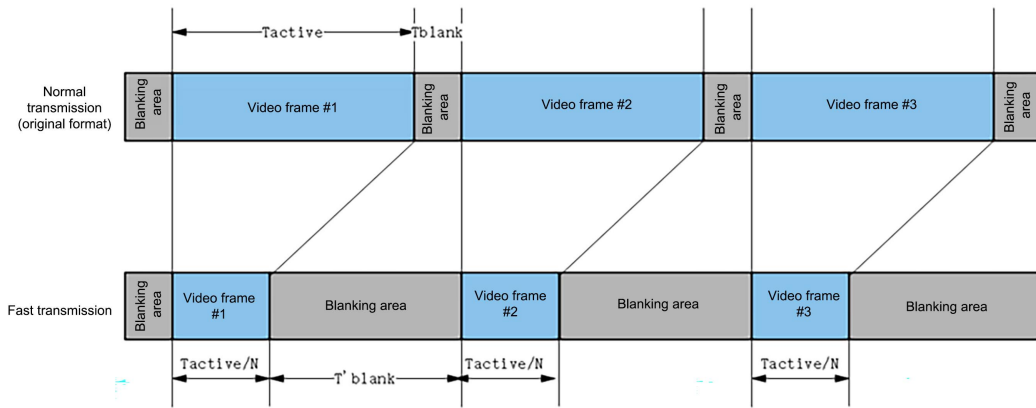 Tactive
Tblank
Normal
transmission
(original format)
Blanking
area
Video frame #1
Blanking
area
Video frame #2
Blanking
area
Video frame #3
Blanking
area
Fast transmission
Blanking
area
Video frame
#1
Blanking area
Video frame
#2
Blanking area
Video frame
#3
Blanking area
Tactive/N
T'blank
Tactive/N
Tactive/N